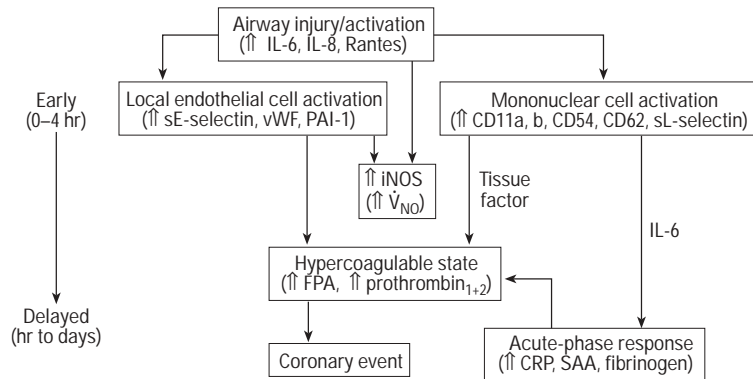 Airway injury/activation
(⇑ IL-6, IL-8, Rantes)
Early
(0–4 hr)
Local endothelial cell activation
(⇑ sE-selectin, vWF, PAI-1)
Mononuclear cell activation
(⇑ CD11a, b, CD54, CD62, sL-selectin)
⇑ iNOS
(⇑ V̇NO)
Tissue
factor
IL-6
Hypercoagulable state
(⇑ FPA, ⇑ prothrombin1+2)
Delayed
(hr to days)
Coronary event
Acute-phase response
(⇑ CRP, SAA, fibrinogen)